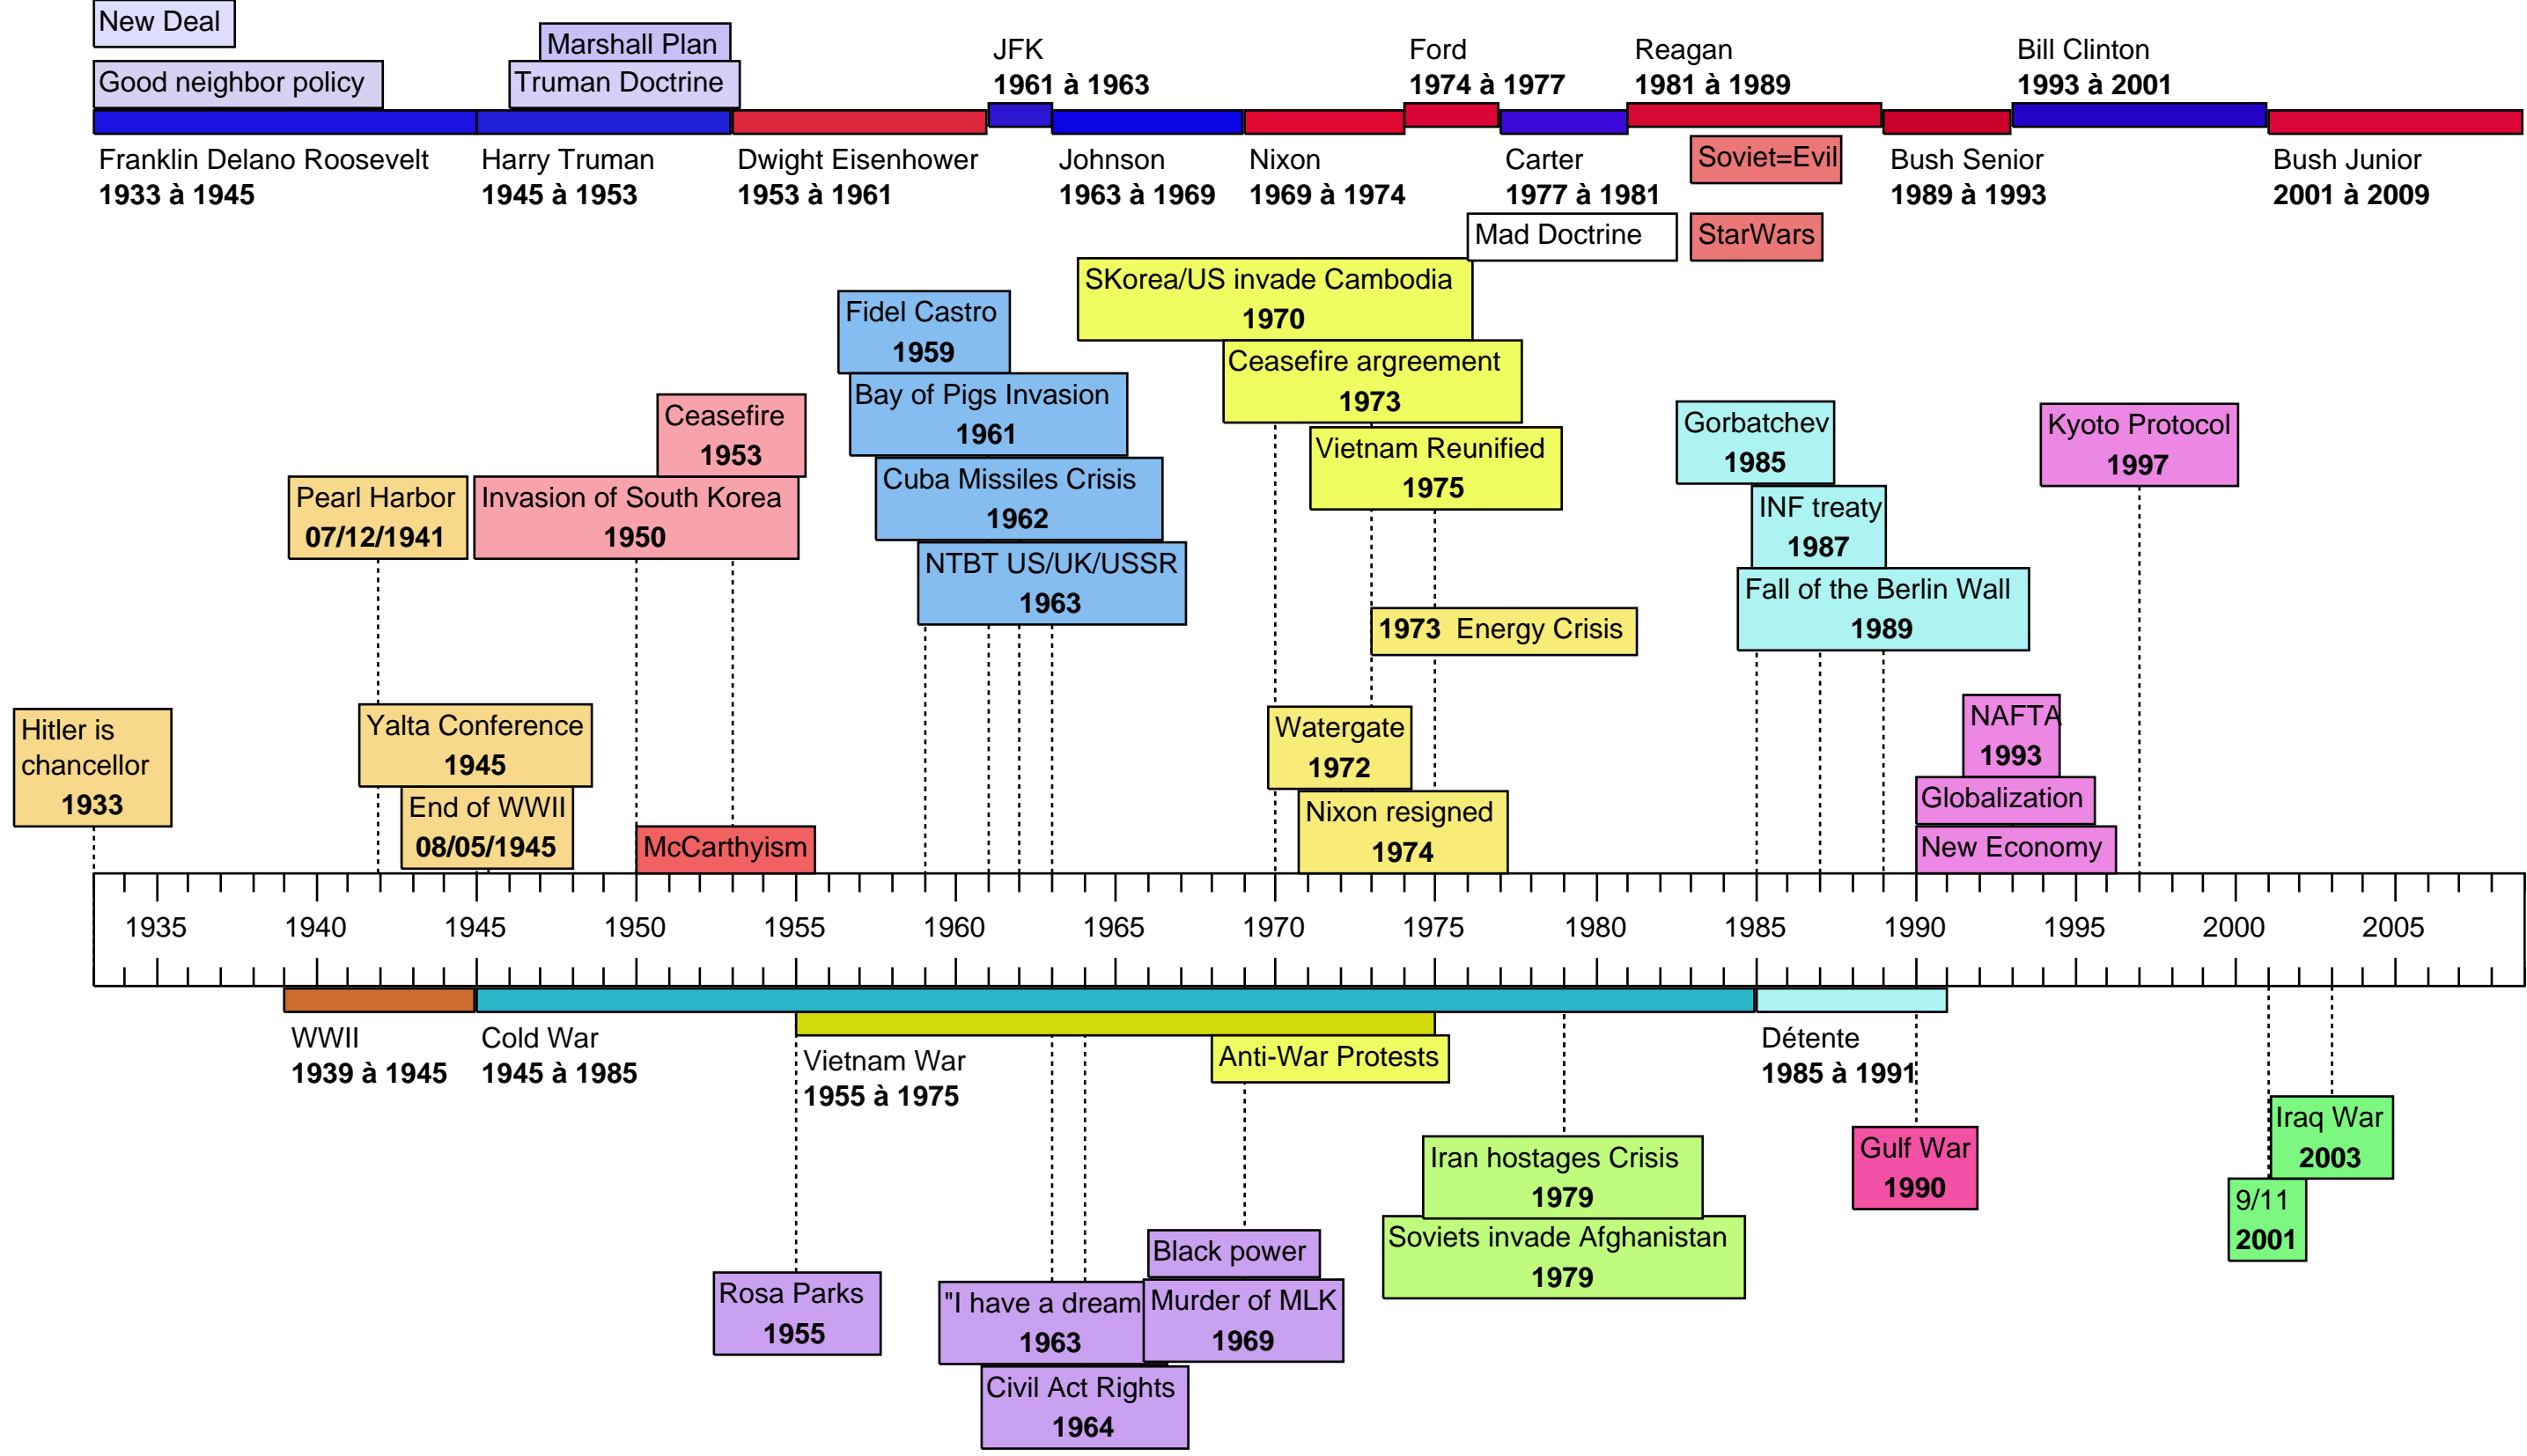 New Deal
Marshall Plan
Good neighbor policy
Truman Doctrine
JFK
1961 à 1963
Ford
1974 à 1977
Reagan
1981 à 1989
Bill Clinton
1993 à 2001
Franklin Delano Roosevelt
1933 à 1945
Harry Truman
1945 à 1953
Dwight Eisenhower
1953 à 1961
Johnson
1963 à 1969
Nixon
1969 à 1974
Carter
1977 à 1981
Soviet=Evil
Bush Senior
1989 à 1993
Bush Junior
2001 à 2009
Mad Doctrine
StarWars
SKorea/US invade Cambodia
1970
Fidel Castro
1959
Ceasefire argreement
1973
Bay of Pigs Invasion
1961
Ceasefire
1953
Gorbatchev
1985
Kyoto Protocol
1997
Vietnam Reunified
1975
Cuba Missiles Crisis
1962
Pearl Harbor
07/12/1941
Invasion of South Korea
1950
INF treaty
1987
NTBT US/UK/USSR
1963
Fall of the Berlin Wall
1989
1973 Energy Crisis
Hitler is
chancellor
1933
Yalta Conference
1945
Watergate
1972
NAFTA
1993
End of WWII
08/05/1945
Nixon resigned
1974
Globalization
McCarthyism
New Economy
1935 1940 1945 1950 1955 1960 1965 1970 1975 1980 1985 1990 1995 2000 2005
WWII
1939 à 1945
Cold War
1945 à 1985
Vietnam War
1955 à 1975
Anti-War Protests
Détente
1985 à 1991
Iraq War
2003
Gulf War
1990
Iran hostages Crisis
1979
9/11
2001
Soviets invade Afghanistan
1979
Black power
Rosa Parks
1955
"I have a dream
1963
Murder of MLK
1969
Civil Act Rights
1964